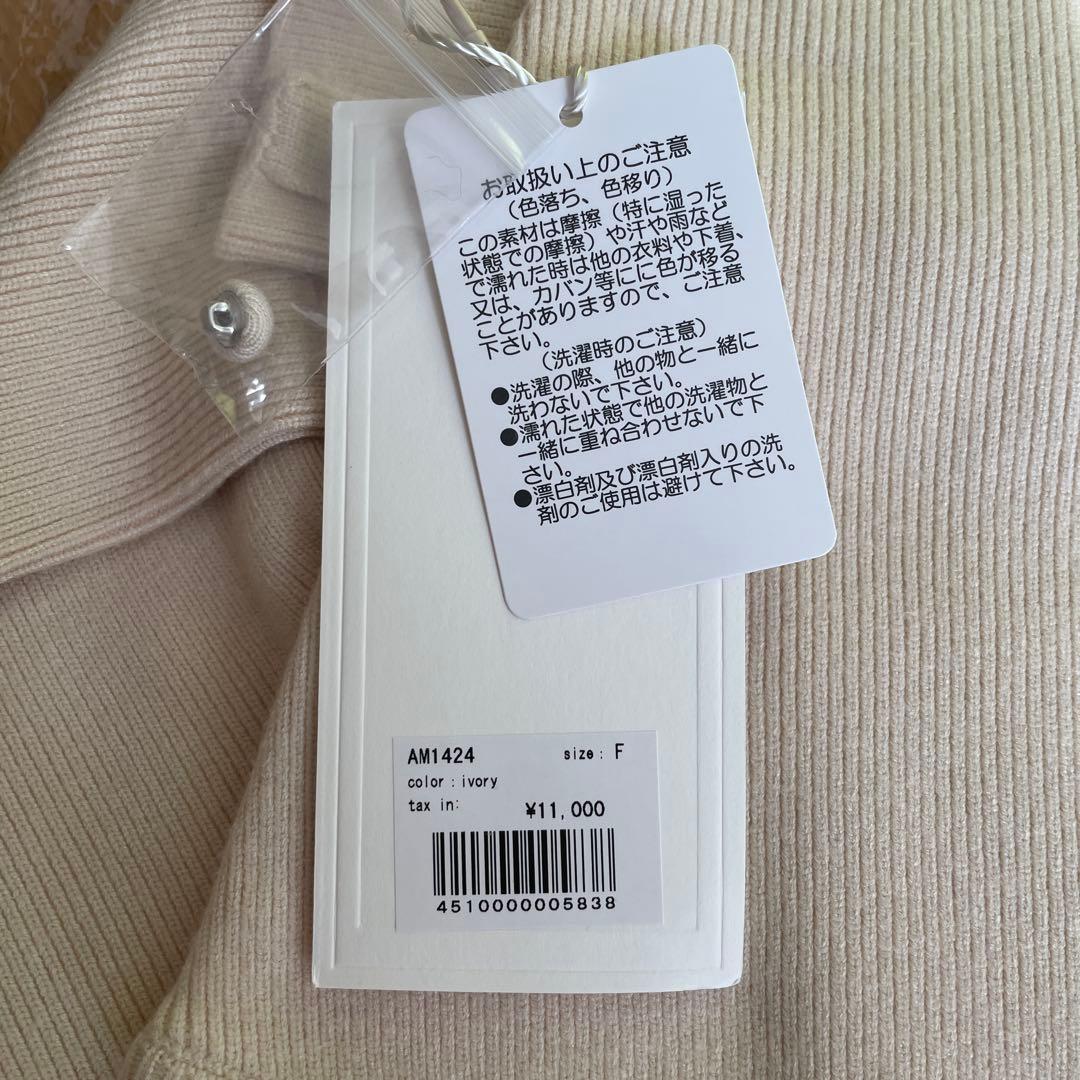 お取扱い上のご注意
（色落ち、色移り）
この素材は摩擦（特に湿った
状態での摩擦）や汗や雨など
で濡れた時は他の衣料や下着、
又は、カバン等にに色が移る
ことがありますので、ご注意
下さい。
（洗濯時のご注意）
●洗濯の際、他の物と一緒に
洗わないで下さい。
●濡れた状態で他の洗濯物と
一緒に重ね合わせないで下
さい。
●漂白剤及び漂白剤入りの洗
剤のご使用は避けて下さい。
AM1424 size: F
color:ivory
tax in: ¥11,000
4510000005838